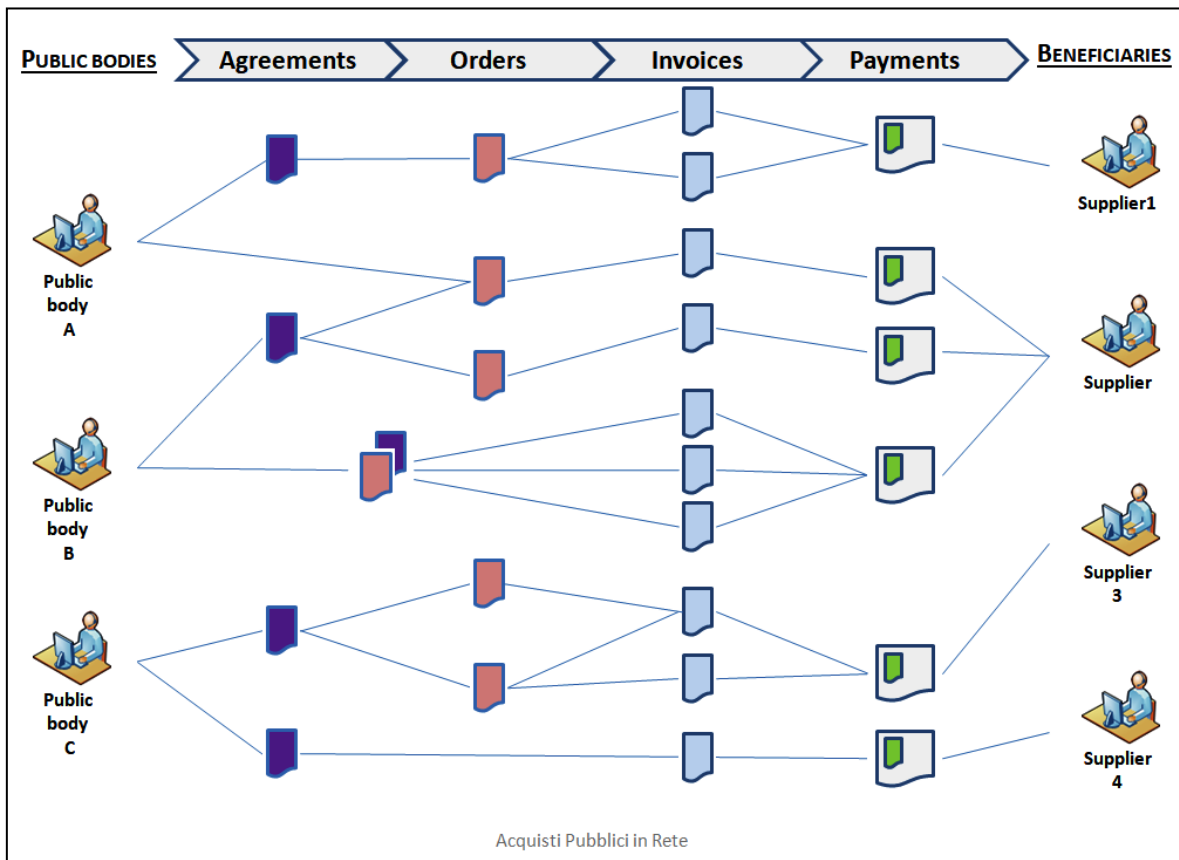 PUBLIC BODIES
Agreements
Orders
Invoices
Payments
BENEFICIARIES
Public
body
A
Public
body
B
Public
body
C
Supplier1
Supplier
Supplier
3
Supplier
4
Acquisti Pubblici in Rete